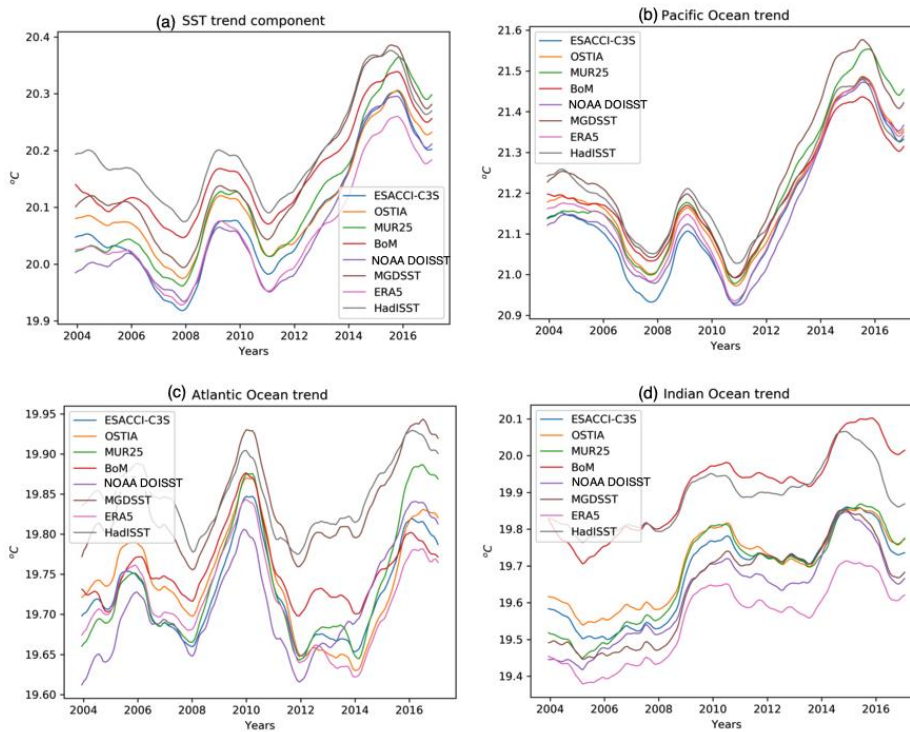 (a) SST trend component
20.4
20.3
20.2
20.1
20.0
19.9
°C
2004 2006 2008 2010 2012 2014 2016
Years
ESACCI-C3S
OSTIA
MUR25
BoM
NOAA DOISST
MGDSST
ERA5
HadISST
(b) Pacific Ocean trend
21.6
21.5
21.4
21.3
21.2
21.1
21.0
20.9
°C
2004 2006 2008 2010 2012 2014 2016
Years
ESACCI-C3S
OSTIA
MUR25
BoM
NOAA DOISST
MGDSST
ERA5
HadISST
(c) Atlantic Ocean trend
19.95
19.90
19.85
19.80
19.75
19.70
19.65
19.60
°C
2004 2006 2008 2010 2012 2014 2016
Years
ESACCI-C3S
OSTIA
MUR25
BoM
NOAA DOISST
MGDSST
ERA5
HadISST
(d) Indian Ocean trend
20.1
20.0
19.9
19.8
19.7
19.6
19.5
19.4
°C
2004 2006 2008 2010 2012 2014 2016
Years
ESACCI-C3S
OSTIA
MUR25
BoM
NOAA DOISST
MGDSST
ERA5
HadISST